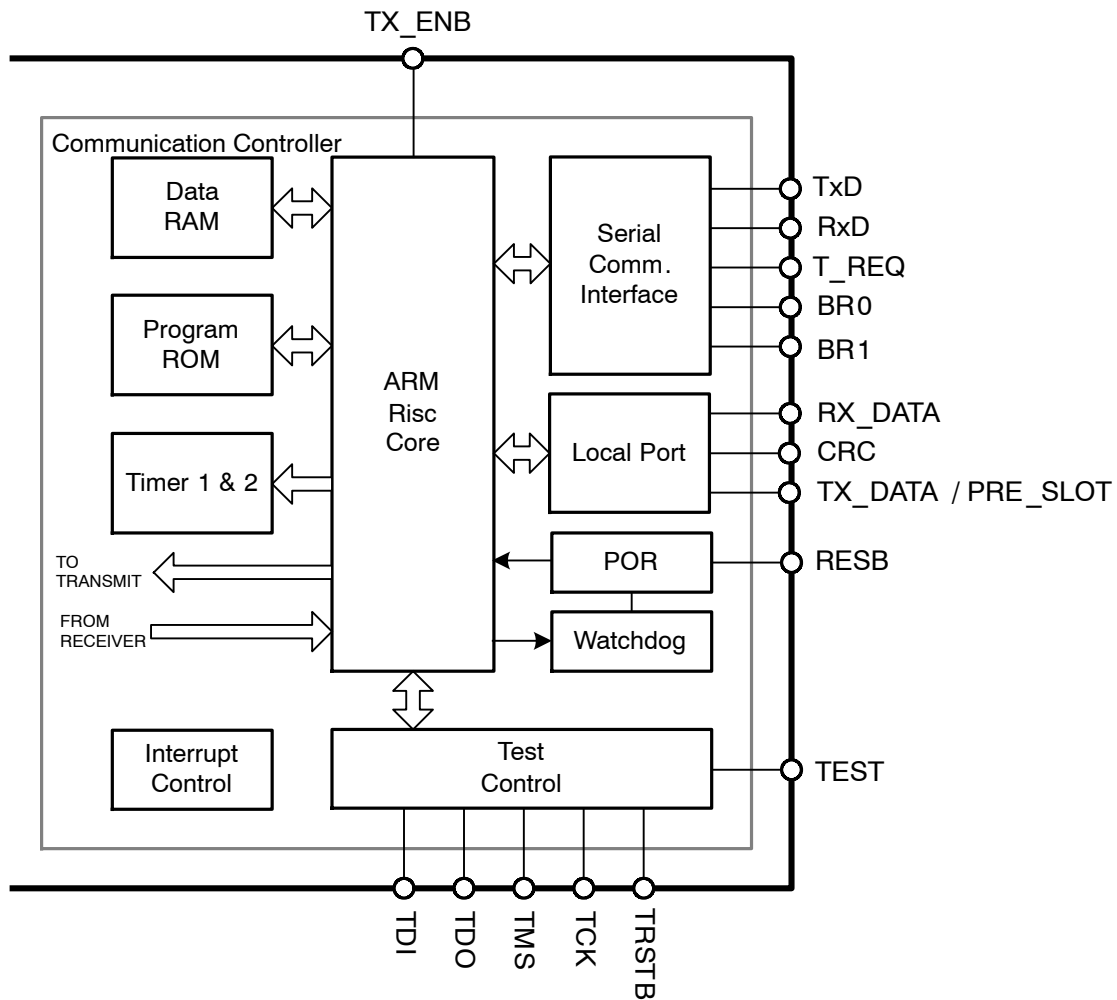 TX_ENB
Communication Controller
Data
RAM
Program
ROM
Timer 1 & 2
TO
TRANSMIT
FROM
RECEIVER
Interrupt
Control
ARM
Risc
Core
Serial
Comm.
Interface
Local Port
POR
Watchdog
Test
Control
TxD
RxD
T_REQ
BR0
BR1
RX_DATA
CRC
TX_DATA / PRE_SLOT
RESB
TEST
TDI
TDO
TMS
TCK
TRSTB